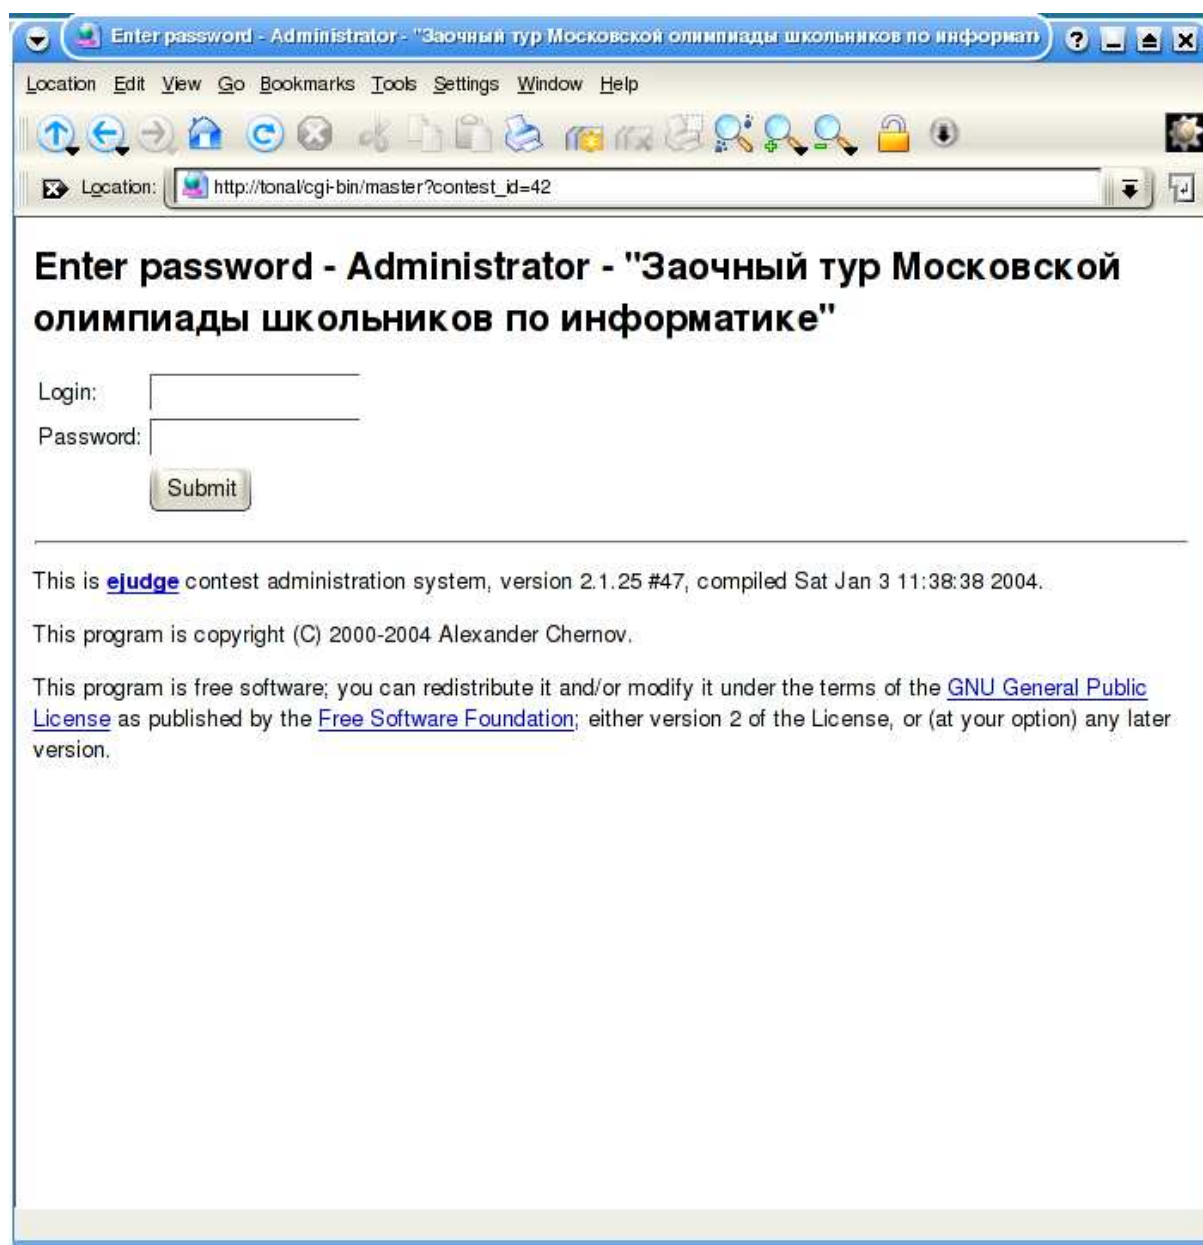 Enter password - Administrator - "Заочный тур Московской олимпиады школьников по информати
Location Edit View Go Bookmarks Tools Settings Window Help
Location: http://tonal/cgi-bin/master?contest_id=42
Enter password - Administrator - "Заочный тур Московской
олимпиады школьников по информатике"
Login:
Password:
Submit
This is ejudge contest administration system, version 2.1.25 #47, compiled Sat Jan 3 11:38:38 2004.
This program is copyright (C) 2000-2004 Alexander Chernov.
This program is free software; you can redistribute it and/or modify it under the terms of the GNU General Public
License as published by the Free Software Foundation; either version 2 of the License, or (at your option) any later
version.